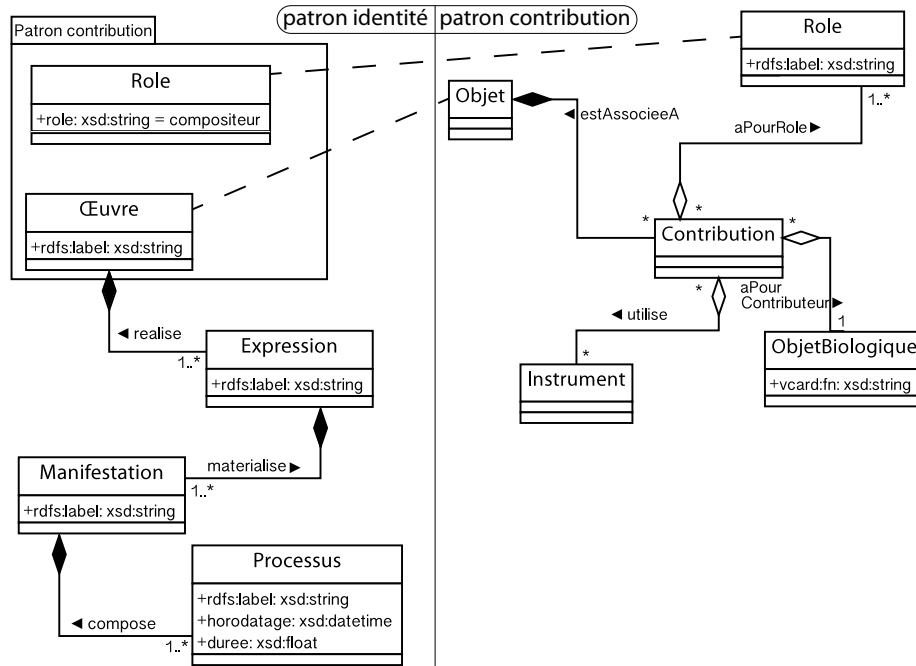 patron identité
patron contribution
Patron contribution
Role
+role: xsd:string = compositeur
Œuvre
+rdfs:label: xsd:string
◄ realise
1..*
Expression
+rdfs:label: xsd:string
materialise►
1..*
Manifestation
+rdfs:label: xsd:string
◄ compose
1..*
Processus
+rdfs:label: xsd:string
+horodatage: xsd:datetime
+duree: xsd:float
Role
+rdfs:label: xsd:string
1..*
Objet
◄
estAssocieeA
aPourRole ►
*
*
*
Contribution
*
aPour
Contributeur►
◄ utilise
*
1
Instrument
ObjetBiologique
+vcard:fn: xsd:string